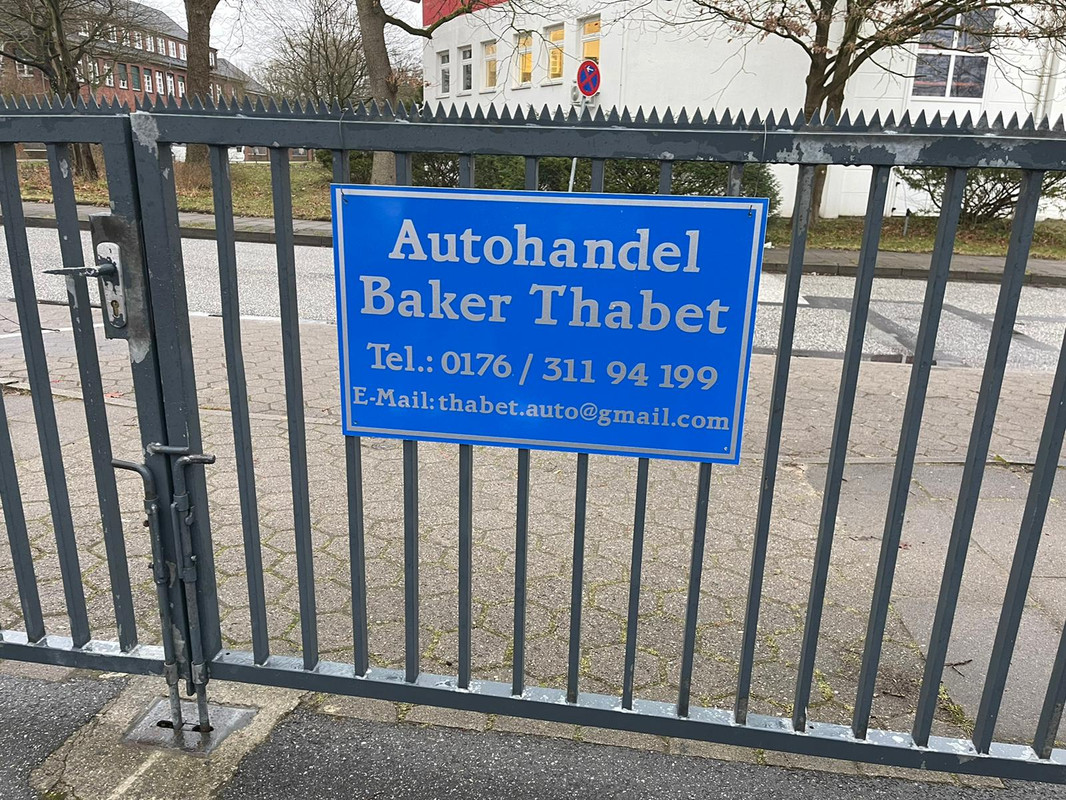 Autohandel
Baker Thabet
Tel.: 0176 / 311 94 199
E-Mail: thabet.auto@gmail.com